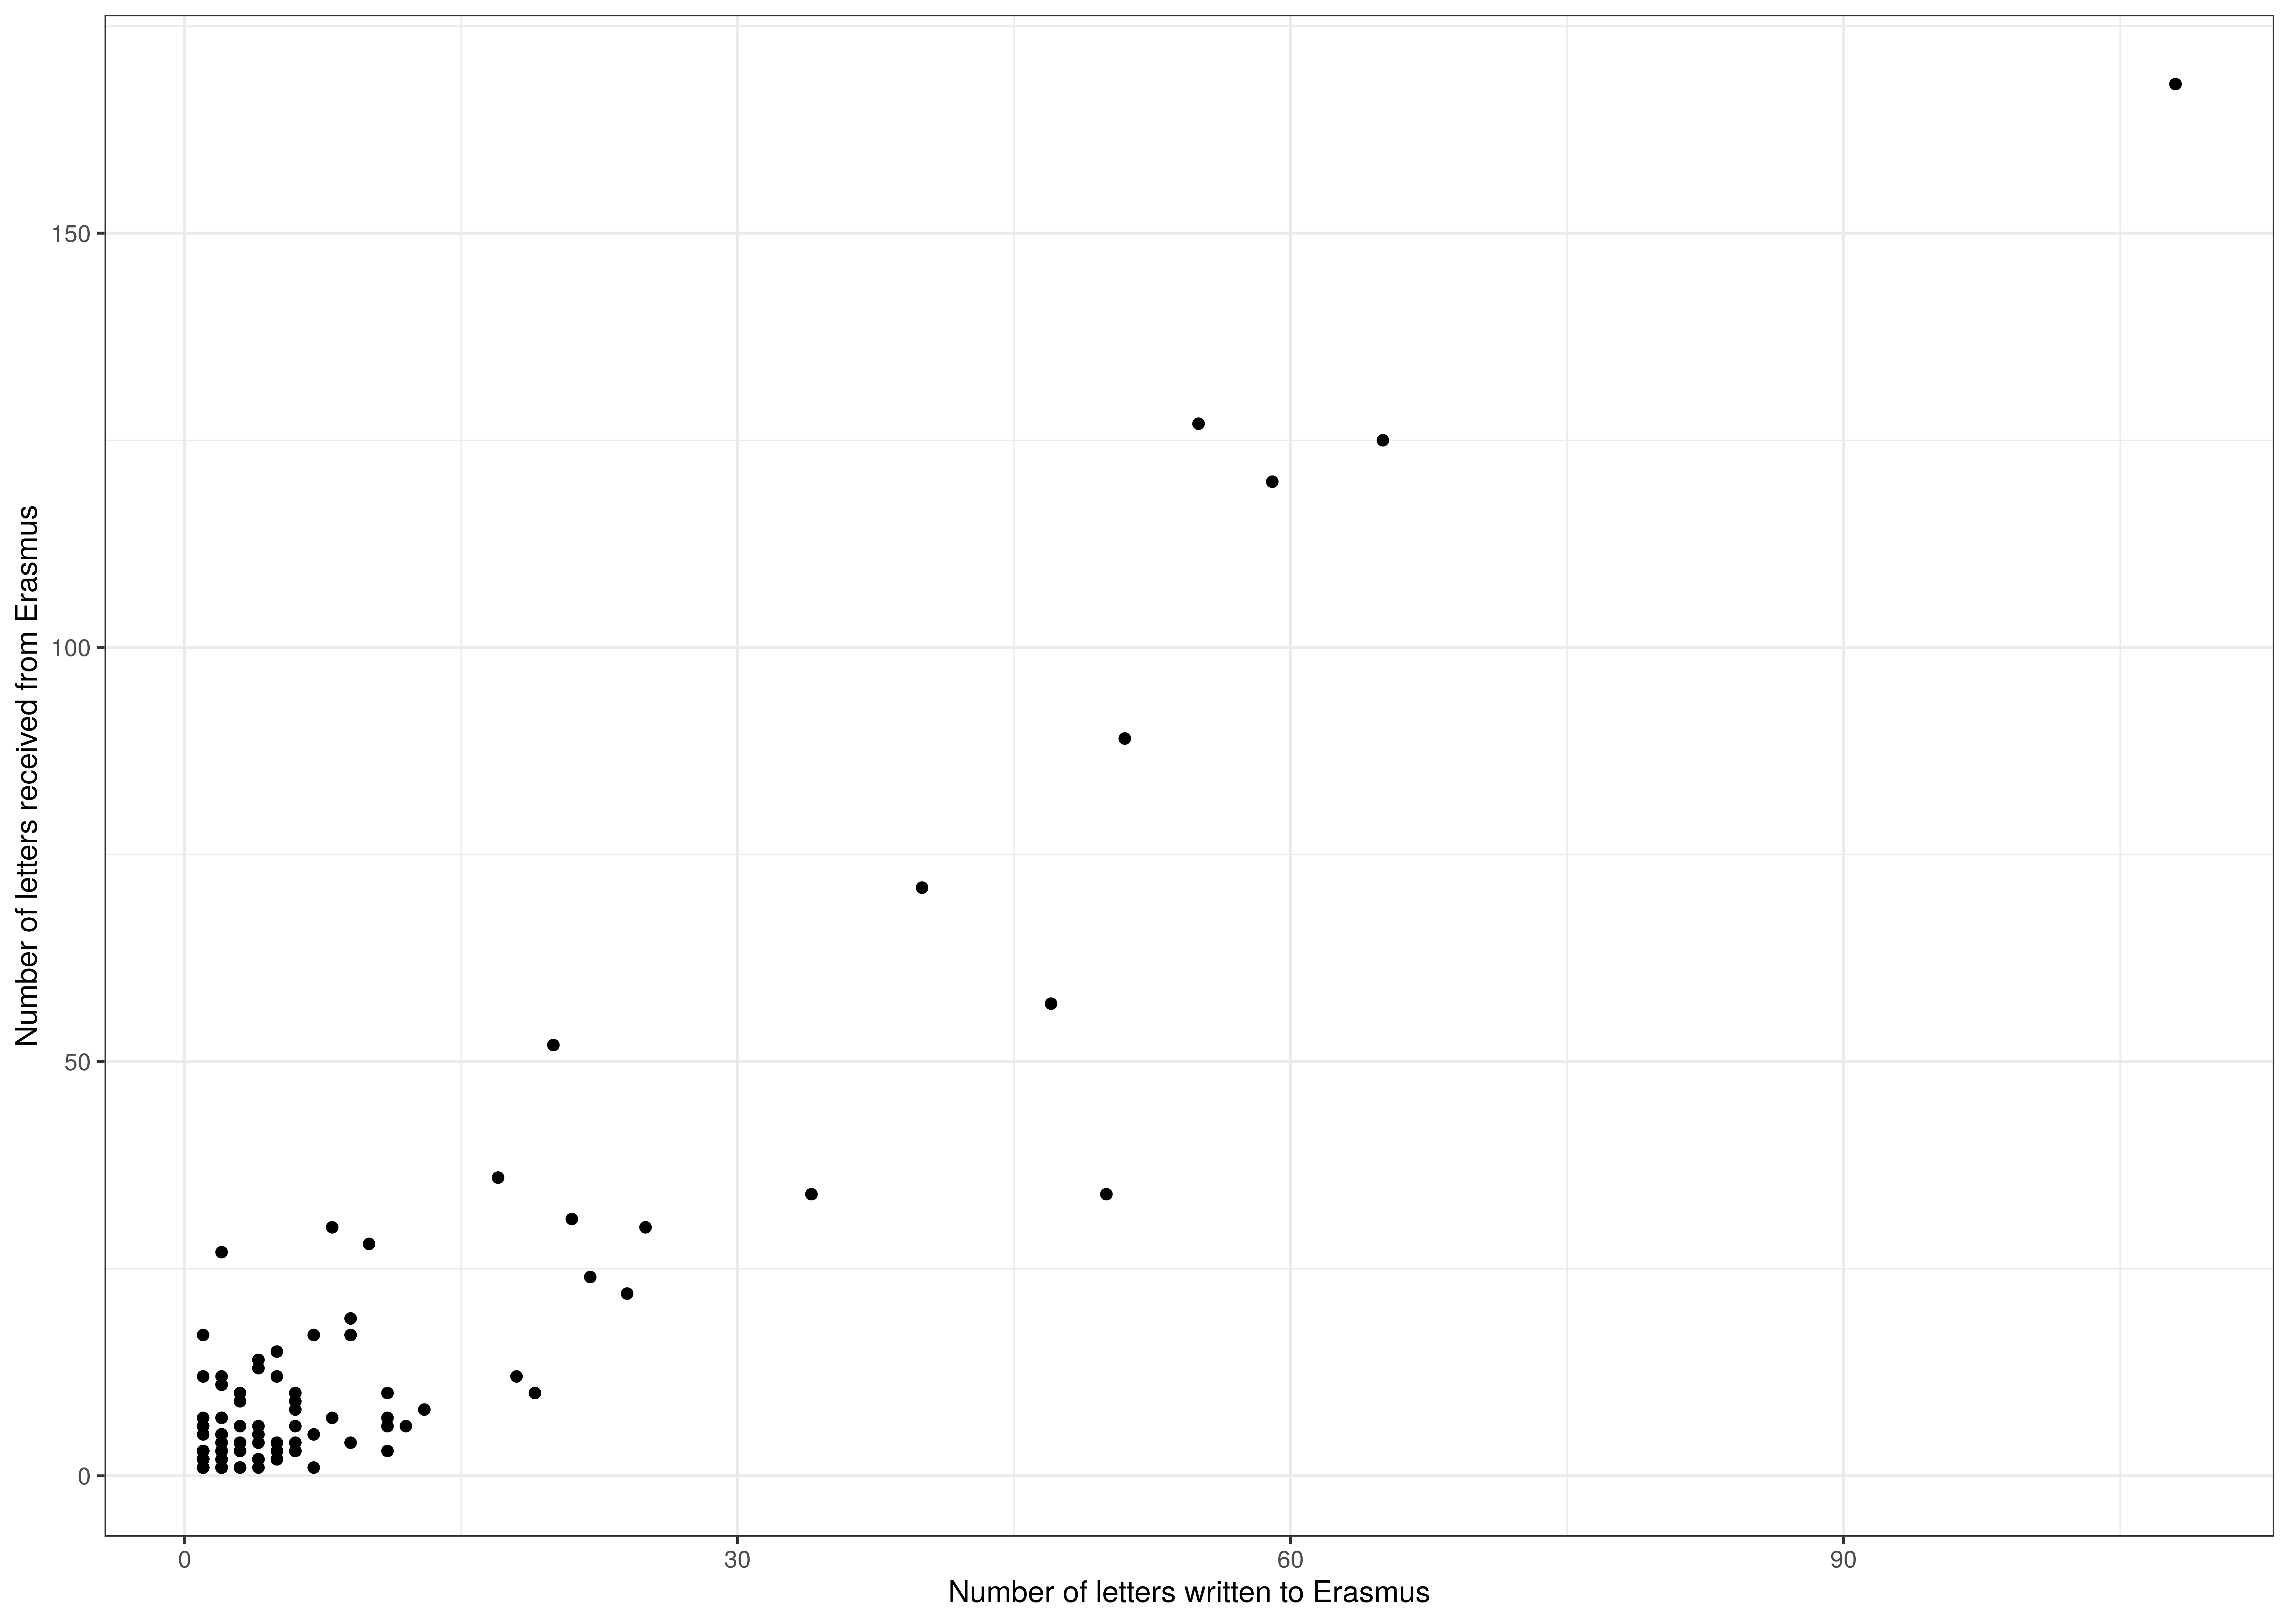 Number of letters received from Erasmus
150
100
50
0
0 30 60 90
Number of letters written to Erasmus